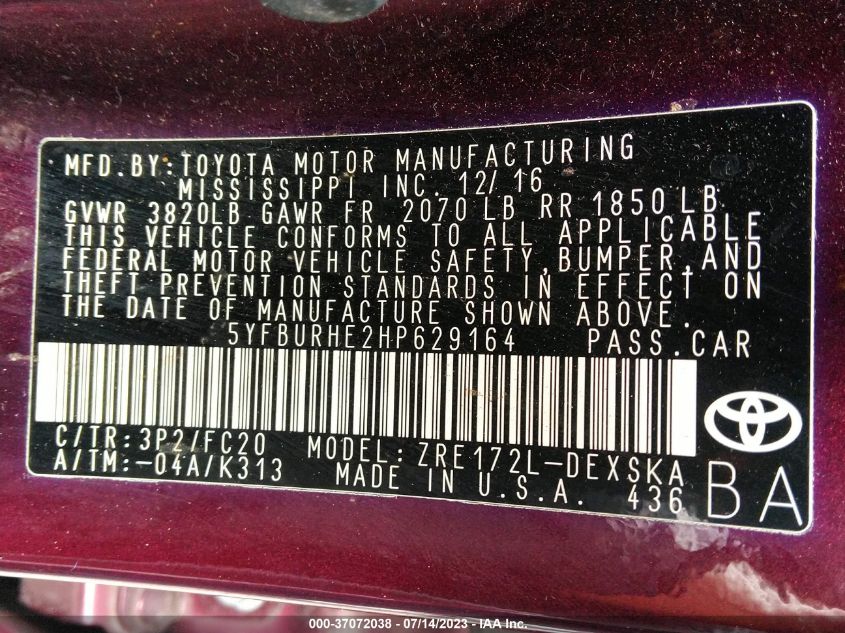 MFD. BY: TOYOTA MOTOR MANUFACTURING
MISSISSIPPI INC. 12/16
GVWR 3820LB GAWR FR 2070 LB RR 1850 LB
THIS VEHICLE CONFORMS TO ALL APPLICABLE
FEDERAL MOTOR VEHICLE SAFETY, BUMPER, AND
THEFT PREVENTION STANDARDS IN EFFECT ON
THE DATE OF MANUFACTURE SHOWN ABOVE.
5YFBURHE2HP629164 PASS. CAR
C/TR: 3P2/FC20 MODEL: ZRE172L-DEXSKA
A/TM: -04A/K313 MADE IN U.S.A. 436
BA
000-37072038 - 07/14/2023 - IAA Inc.